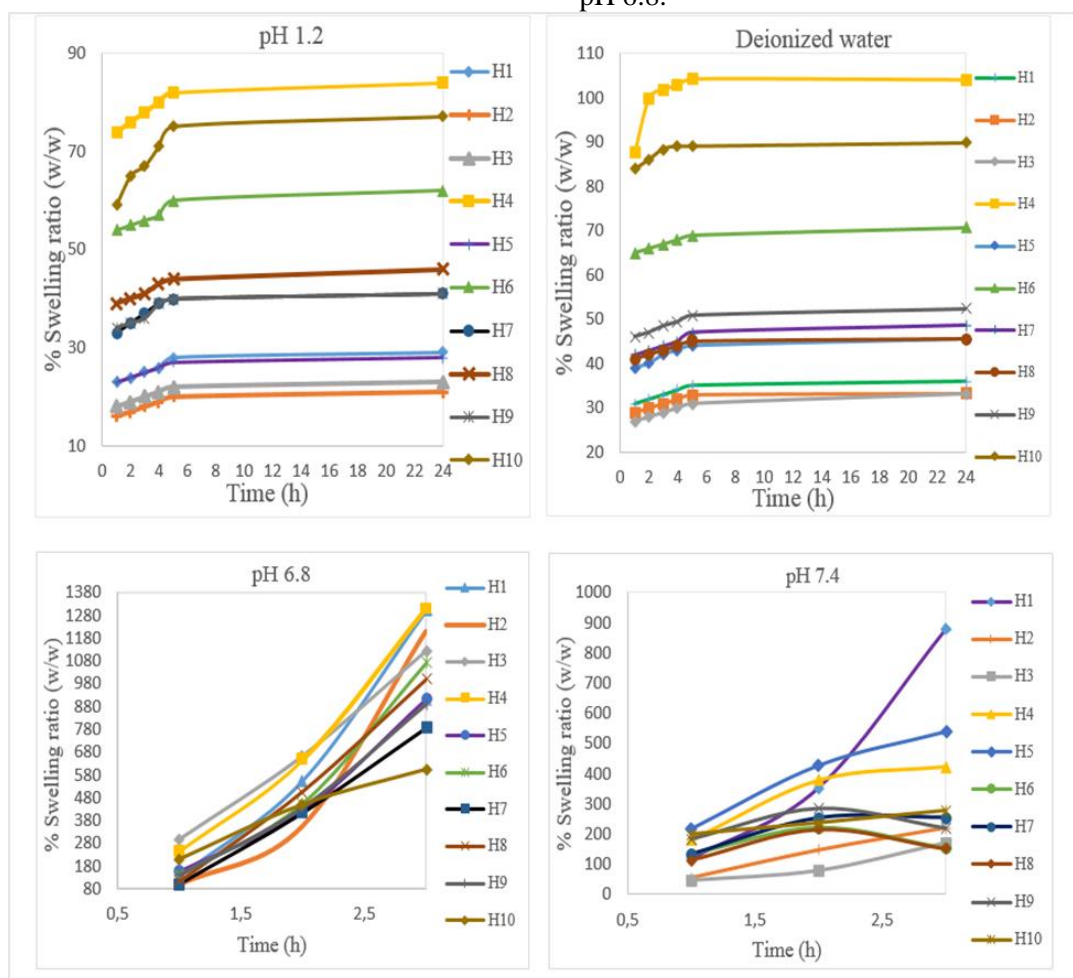 pH 6.8.
pH 1.2
% Swelling ratio (w/w)
90
70
50
30
10
0 2 4 6 8 10 12 14 16 18 20 22 24
Time (h)
H1
H2
H3
H4
H5
H6
H7
H8
H9
H10
Deionized water
% Swelling ratio (w/w)
110
100
90
80
70
60
50
40
30
20
0 2 4 6 8 10 12 14 16 18 20 22 24
Time (h)
H1
H2
H3
H4
H5
H6
H7
H8
H9
H10
pH 6.8
% Swelling ratio (w/w)
1380
1280
1180
1080
980
880
780
680
580
480
380
280
180
80
0,5 1,5 2,5
Time (h)
H1
H2
H3
H4
H5
H6
H7
H8
H9
H10
pH 7.4
% Swelling ratio (w/w)
1000
900
800
700
600
500
400
300
200
100
0
0,5 1,5 2,5
Time (h)
H1
H2
H3
H4
H5
H6
H7
H8
H9
H10